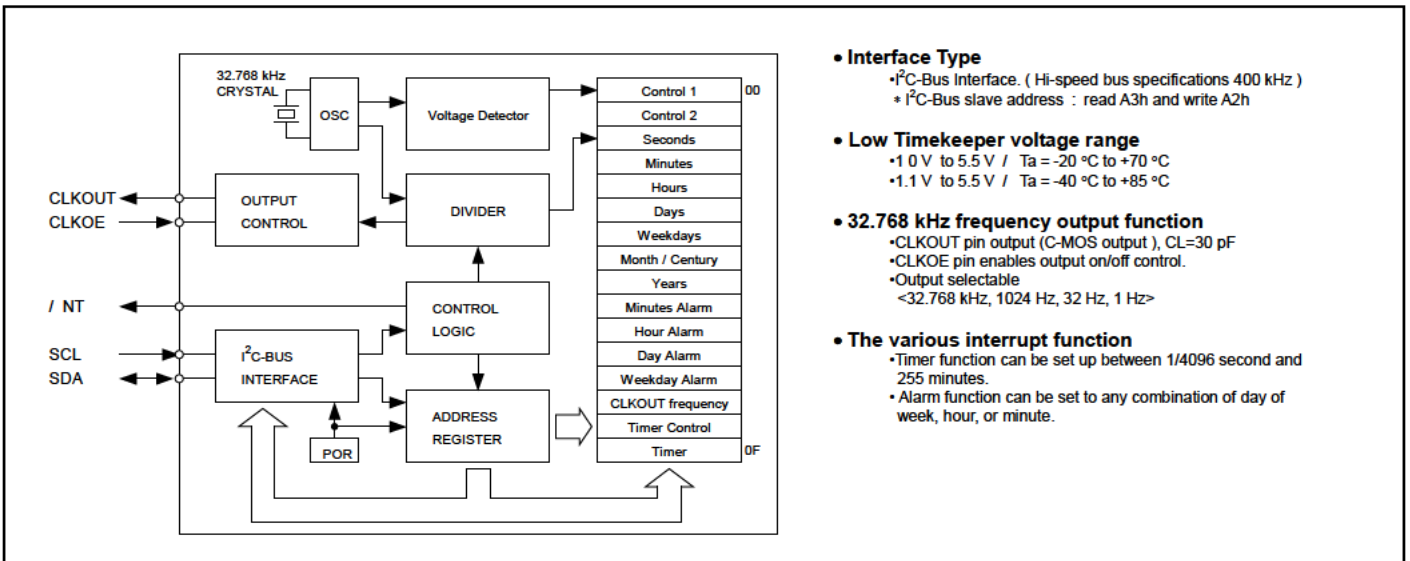 32.768 kHz
CRYSTAL
OSC
Voltage Detector
CLKOUT
CLKOE
OUTPUT
CONTROL
DIVIDER
/ NT
CONTROL
LOGIC
SCL
SDA
I²C-BUS
INTERFACE
ADDRESS
REGISTER
POR
Control 1 00
Control 2
Seconds
Minutes
Hours
Days
Weekdays
Month / Century
Years
Minutes Alarm
Hour Alarm
Day Alarm
Weekday Alarm
CLKOUT frequency
Timer Control
Timer 0F
• Interface Type
•I²C-Bus Interface. ( Hi-speed bus specifications 400 kHz )
* I²C-Bus slave address : read A3h and write A2h
• Low Timekeeper voltage range
•1 0 V to 5.5 V / Ta = -20 °C to +70 °C
•1.1 V to 5.5 V / Ta = -40 °C to +85 °C
• 32.768 kHz frequency output function
•CLKOUT pin output (C-MOS output ), CL=30 pF
•CLKOE pin enables output on/off control.
•Output selectable
<32.768 kHz, 1024 Hz, 32 Hz, 1 Hz>
• The various interrupt function
•Timer function can be set up between 1/4096 second and
255 minutes.
• Alarm function can be set to any combination of day of
week, hour, or minute.